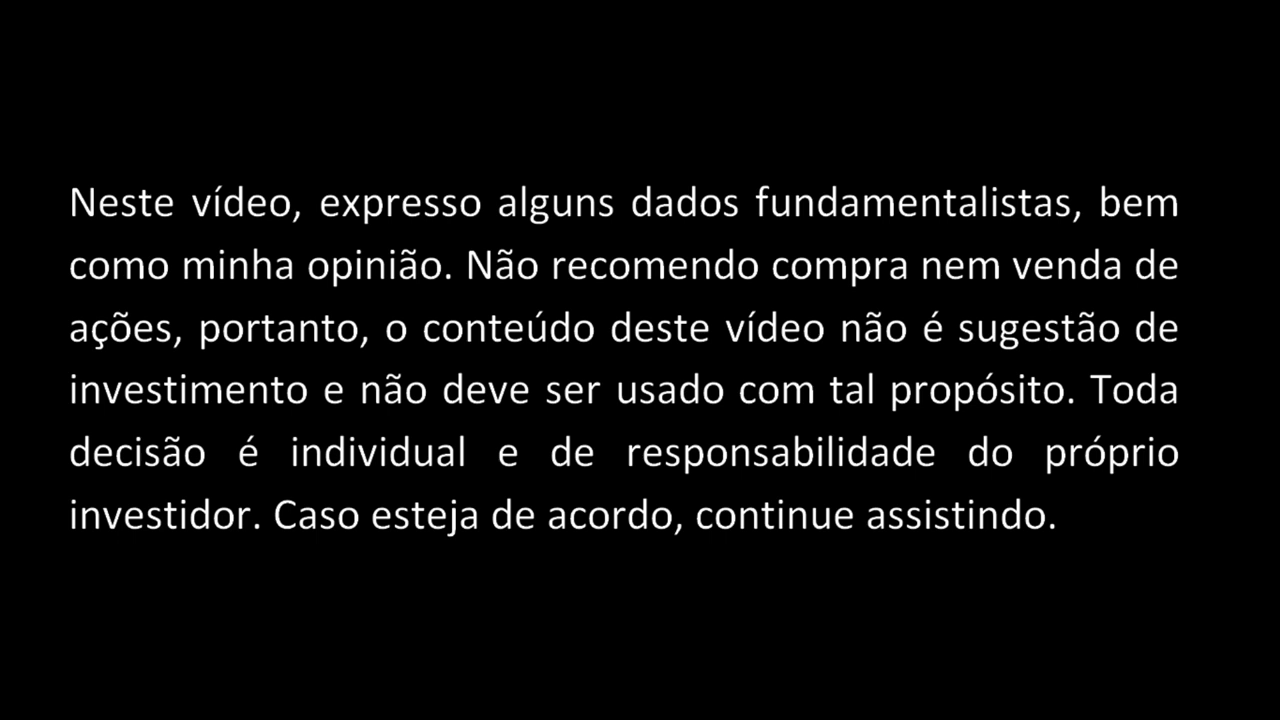 Neste vídeo, expresso alguns dados fundamentalistas, bem
como minha opinião. Não recomendo compra nem venda de
ações, portanto, o conteúdo deste vídeo não é sugestão de
investimento e não deve ser usado com tal propósito. Toda
decisão é individual e de responsabilidade do próprio
investidor. Caso esteja de acordo, continue assistindo.